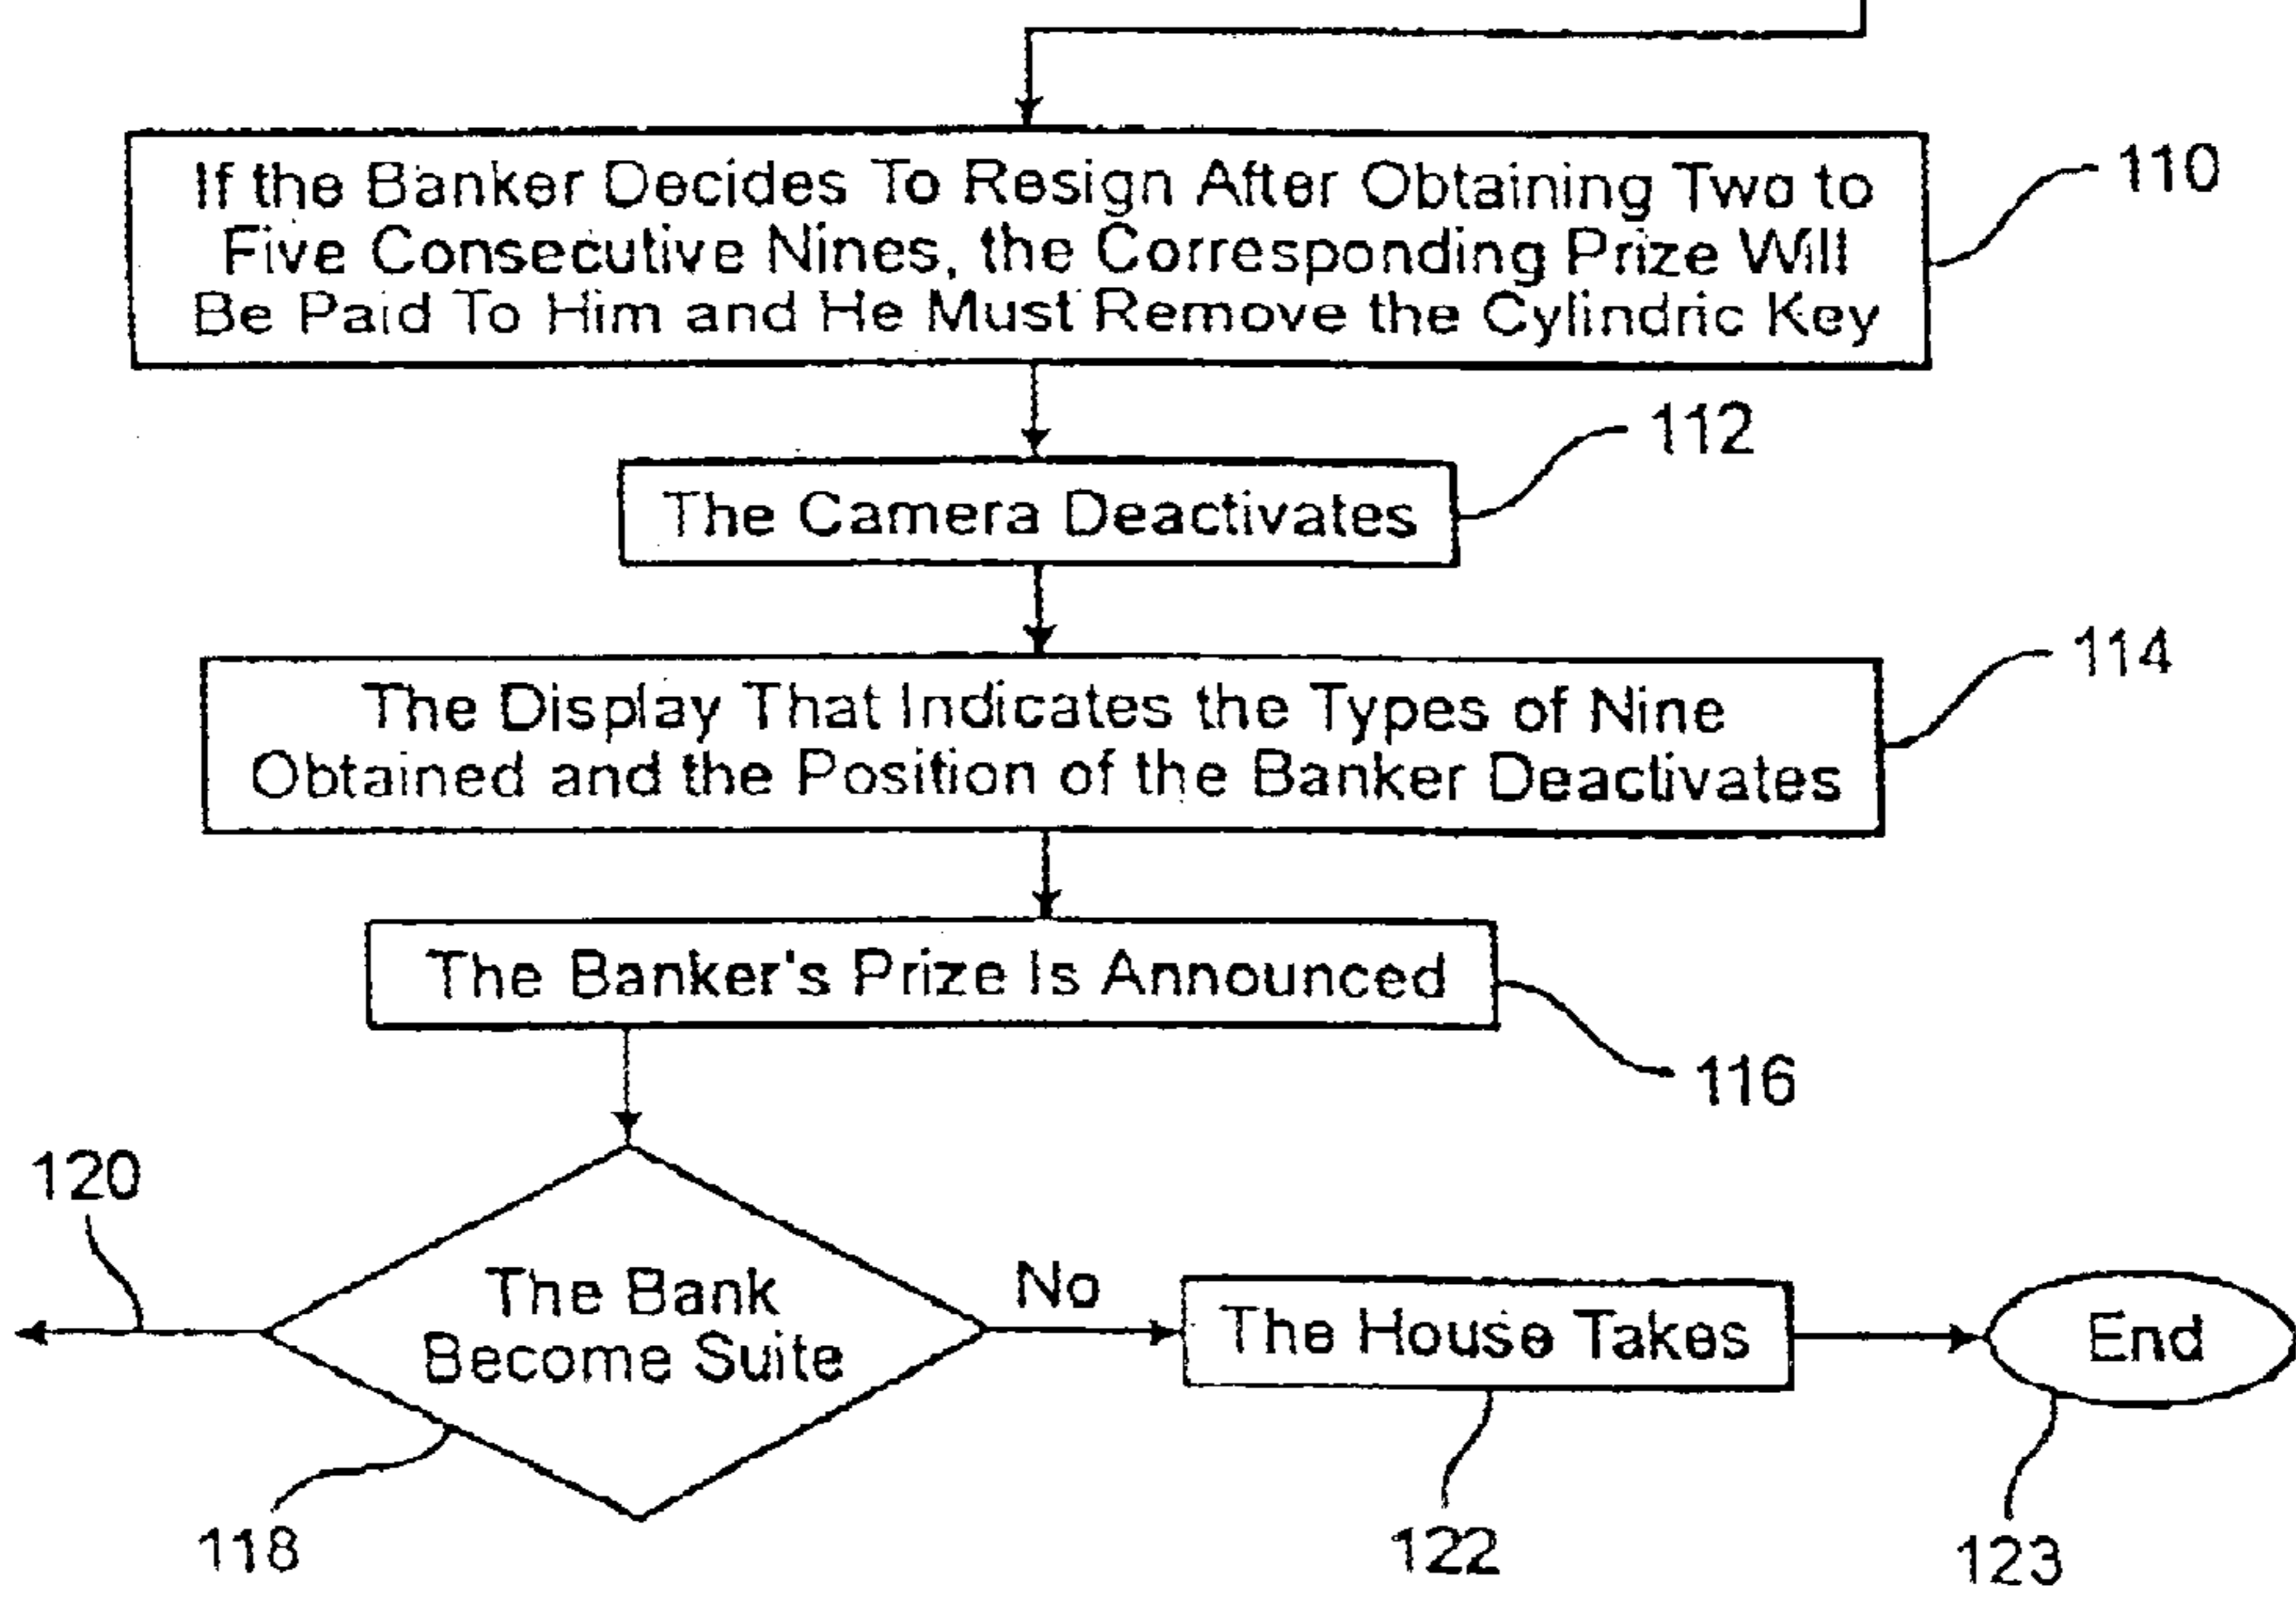 If the Banker Decides To Resign After Obtaining Two to
Five Consecutive Nines, the Corresponding Prize Will
Be Paid To Him and He Must Remove the Cylindric Key
110
The Camera Deactivates
112
The Display That Indicates the Types of Nine
Obtained and the Position of the Banker Deactivates
114
The Banker's Prize Is Announced
116
120
The Bank
Become Suite
118
No
The House Takes
122
End
123